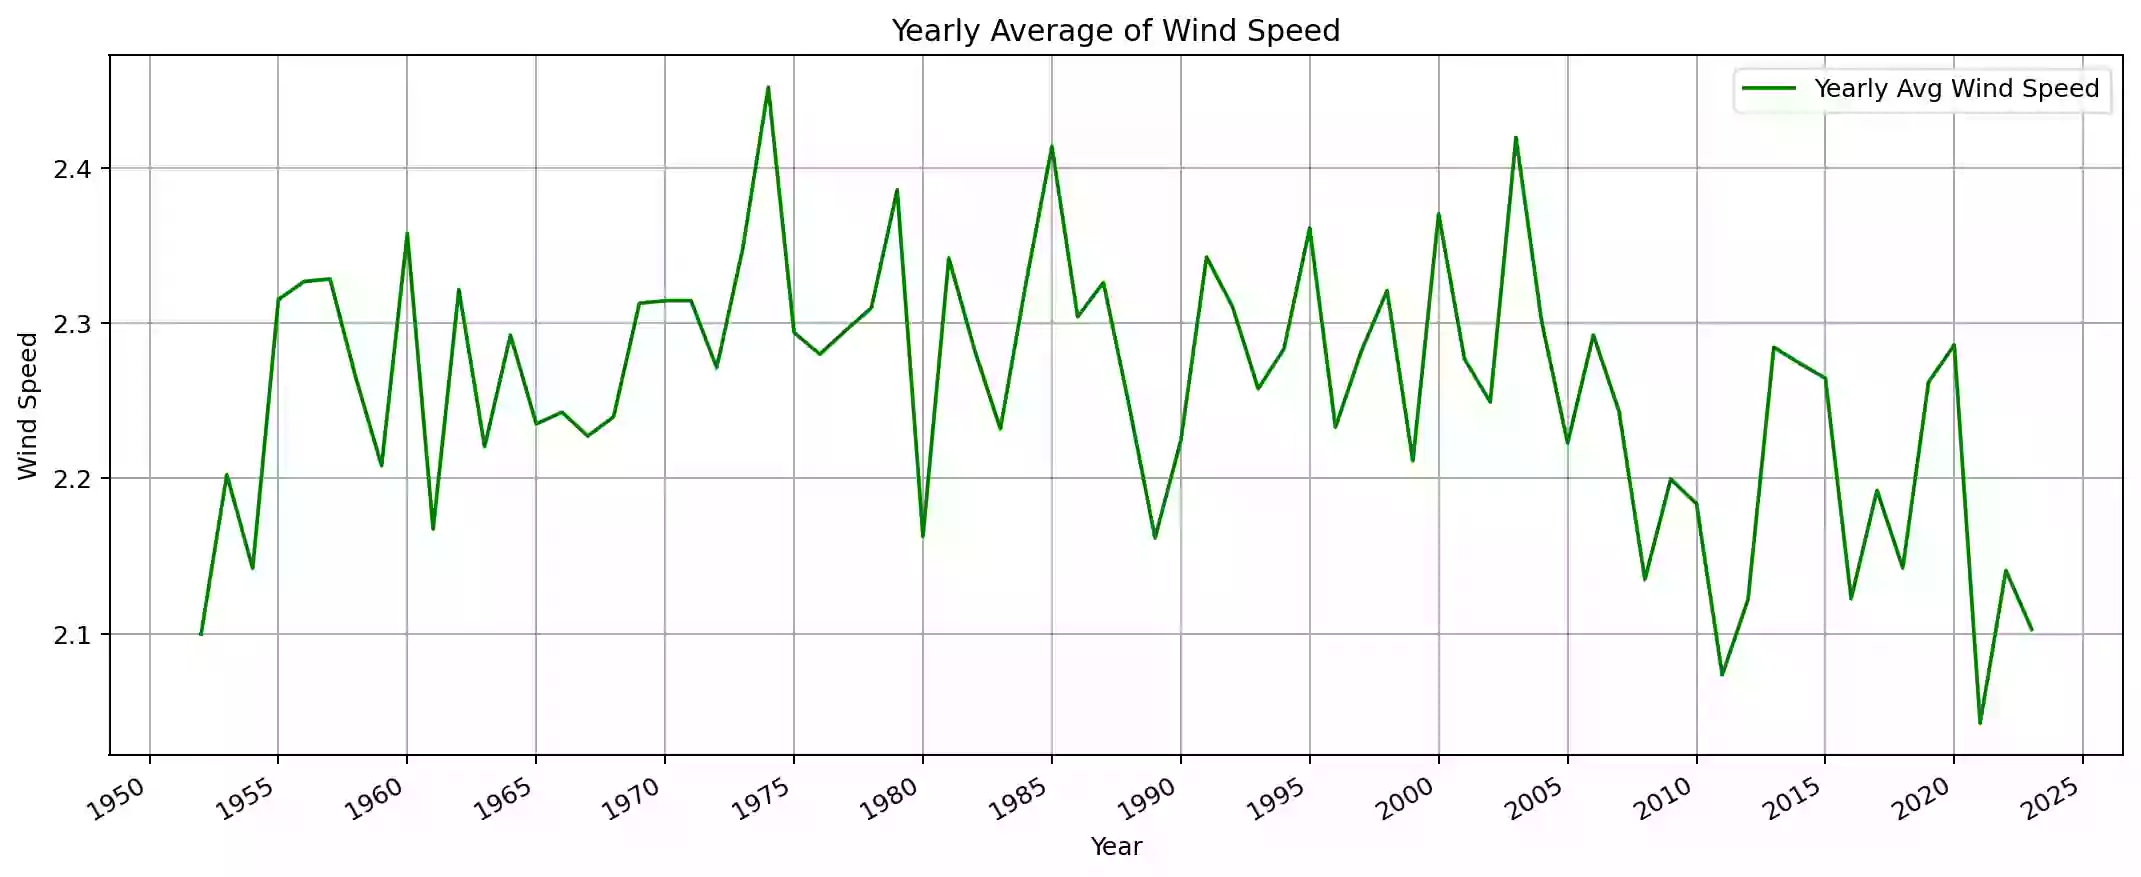 Yearly Average of Wind Speed
Yearly Avg Wind Speed
2.4
2.3
2.2
2.1
Wind Speed
1950 1955 1960 1965 1970 1975 1980 1985 1990 1995 2000 2005 2010 2015 2020 2025
Year